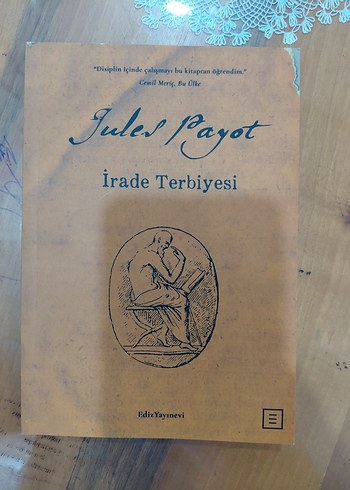 "Disiplin içinde çalışmayı bu kitaptan öğrendim."
Cemil Meriç, Bu Ülke
Jules Payot
İrade Terbiyesi
EdizYayınevi